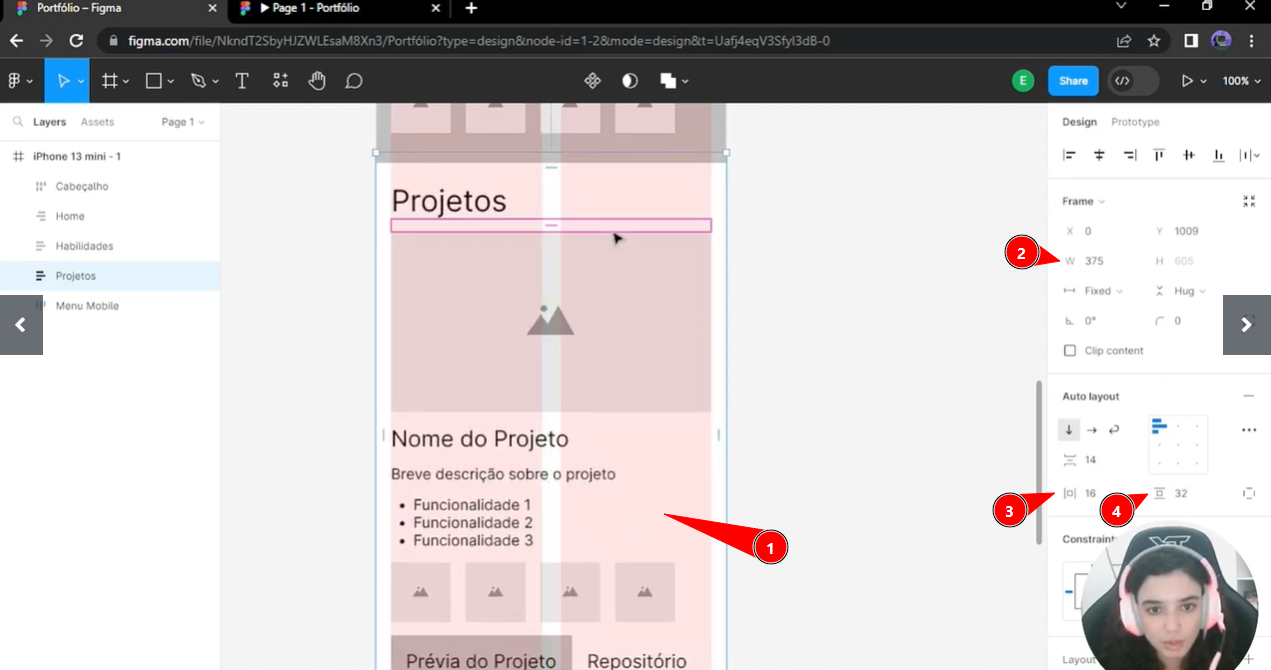 Portfólio – Figma
Page 1 - Portfólio
figma.com/file/NkndT2SbyHJZWLEsaM8Xn3/Portfólio?type=design&node-id=1-2&mode=design&t=Uafj4eqV3Sfyl3dB-0
E
Share
100%
Layers
Assets
Page 1
iPhone 13 mini - 1
Cabeçalho
Home
Habilidades
Projetos
Menu Mobile
Projetos
Nome do Projeto
Breve descrição sobre o projeto
• Funcionalidade 1
• Funcionalidade 2
• Funcionalidade 3
Prévia do Projeto
Repositório
1
Design
Prototype
Frame
X 0
Y 1009
2
W 375
H 605
Fixed
Hug
0°
0
Clip content
Auto layout
14
3
16
4
32
Constraint
Layout